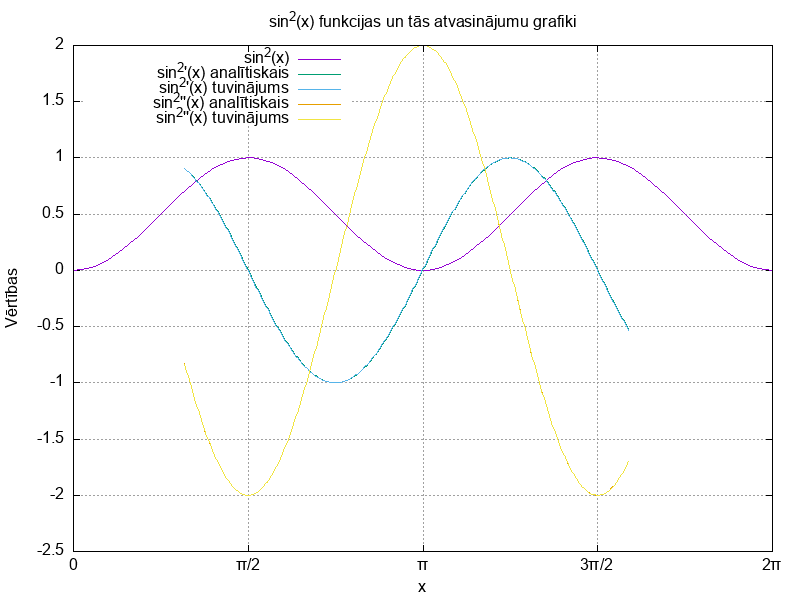 sin²(x) funkcijas un tās atvasinājumu grafiki
sin²(x)
sin²'(x) analītiskais
sin²'(x) tuvinājums
sin²''(x) analītiskais
sin²''(x) tuvinājums
2
1.5
1
0.5
0
-0.5
-1
-1.5
-2
-2.5
Vērtības
0 π/2 π 3π/2 2π
x